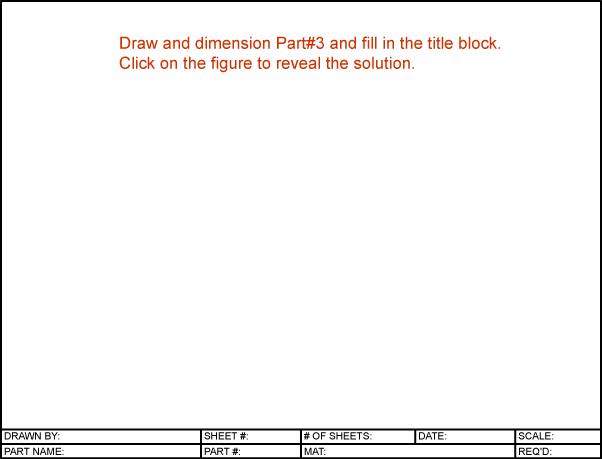 Draw and dimension Part#3 and fill in the title block.
Click on the figure to reveal the solution.
DRAWN BY: SHEET #: # OF SHEETS: DATE: SCALE:
PART NAME: PART #: MAT: REQ'D: